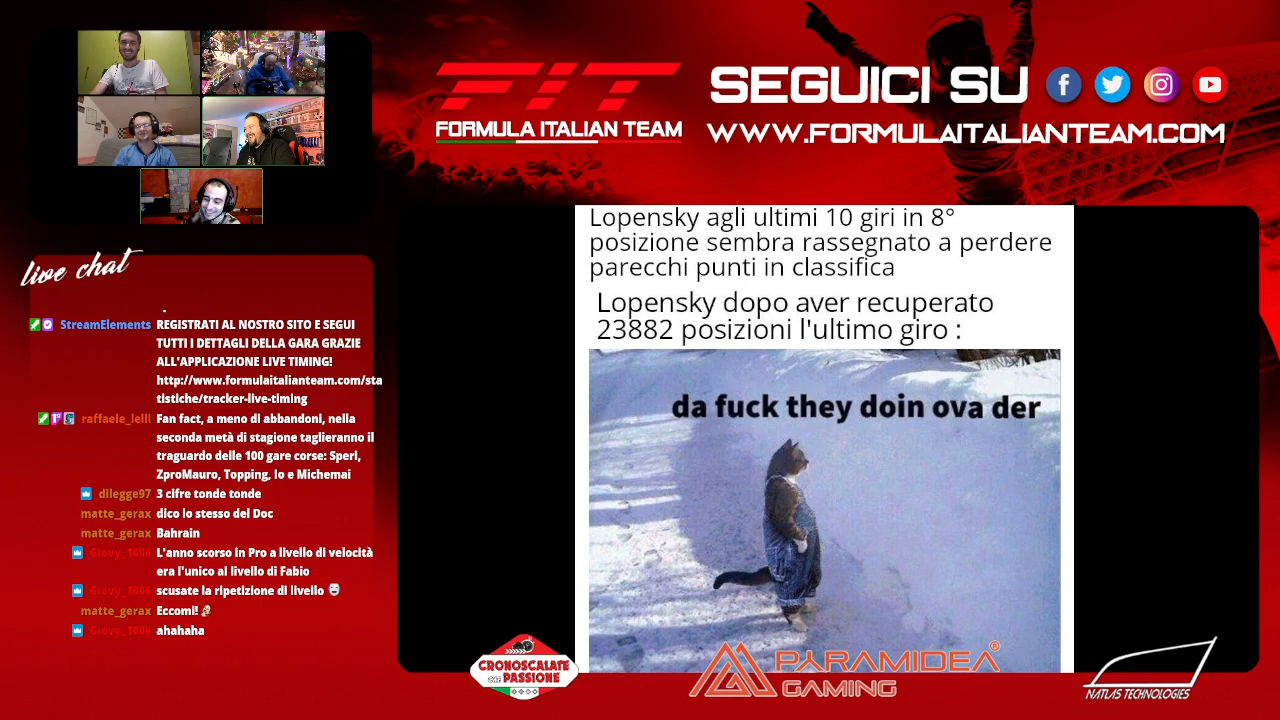 FIT
FORMULA ITALIAN TEAM
SEGUICI SU
WWW.FORMULAITALIANTEAM.COM
live chat
StreamElements REGISTRATI AL NOSTRO SITO E SEGUI
TUTTI I DETTAGLI DELLA GARA GRAZIE
ALL'APPLICAZIONE LIVE TIMING!
http://www.formulaitalianteam.com/sta
tistiche/tracker-live-timing
raffaele_lelli Fan fact, a meno di abbandoni, nella
seconda metà di stagione taglieranno il
traguardo delle 100 gare corse: Sperl,
ZproMauro, Topping, Io e Michemai
dilegge97 3 cifre tonde tonde
matte_gerax dico lo stesso del Doc
matte_gerax Bahrain
Giovy_1006 L'anno scorso in Pro a livello di velocità
era l'unico al livello di Fabio
Giovy_1006 scusate la ripetizione di livello
matte_gerax Eccomi!
Giovy_1006 ahahaha
Lopensky agli ultimi 10 giri in 8°
posizione sembra rassegnato a perdere
parecchi punti in classifica
Lopensky dopo aver recuperato
23882 posizioni l'ultimo giro :
da fuck they doin ova der
CRONOSCALATE
CHE PASSIONE
PYRAMIDEA®
GAMING
NATLAS TECHNOLOGIES